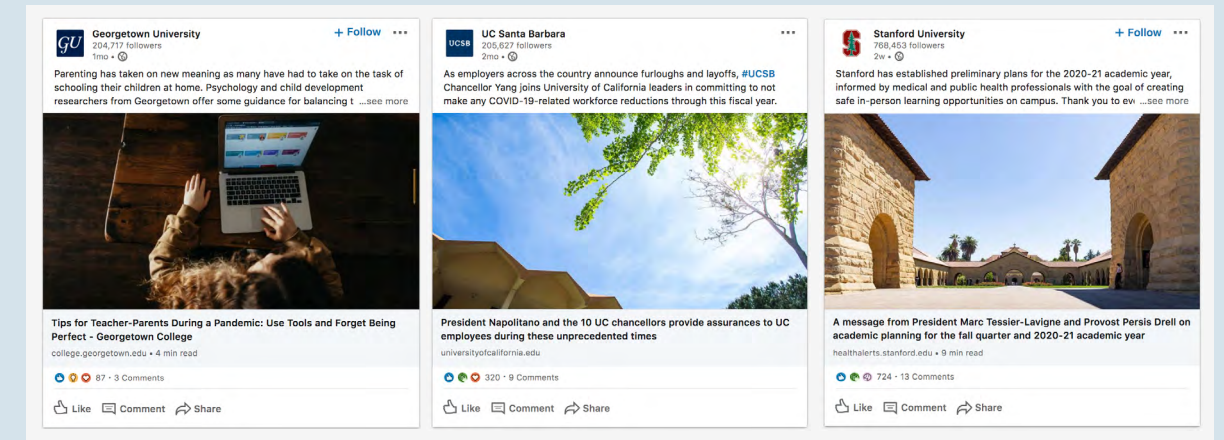 GU
Georgetown University
+ Follow
204,717 followers
1mo •
Parenting has taken on new meaning as many have had to take on the task of
schooling their children at home. Psychology and child development
researchers from Georgetown offer some guidance for balancing t ...see more
Tips for Teacher-Parents During a Pandemic: Use Tools and Forget Being
Perfect - Georgetown College
college.georgetown.edu • 4 min read
87 · 3 Comments
Like Comment Share
UCSB
UC Santa Barbara
205,627 followers
2mo •
As employers across the country announce furloughs and layoffs, #UCSB
Chancellor Yang joins University of California leaders in committing to not
make any COVID-19-related workforce reductions through this fiscal year.
President Napolitano and the 10 UC chancellors provide assurances to UC
employees during these unprecedented times
universityofcalifornia.edu
320 · 9 Comments
Like Comment Share
S
Stanford University
+ Follow
768,453 followers
2w •
Stanford has established preliminary plans for the 2020-21 academic year,
informed by medical and public health professionals with the goal of creating
safe in-person learning opportunities on campus. Thank you to ev ...see more
A message from President Marc Tessier-Lavigne and Provost Persis Drell on
academic planning for the fall quarter and 2020-21 academic year
healthalerts.stanford.edu • 9 min read
724 · 13 Comments
Like Comment Share